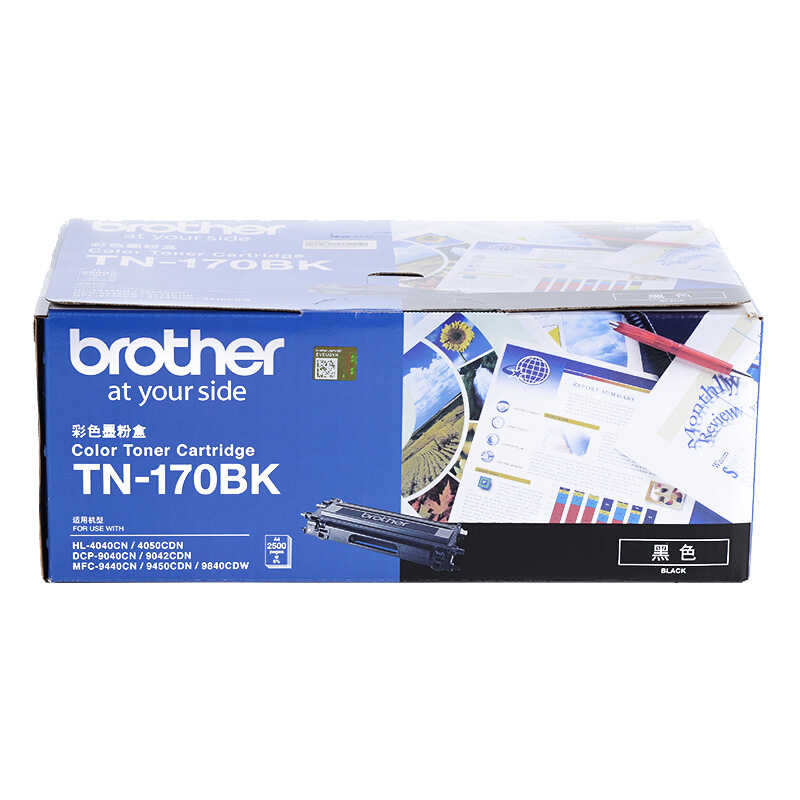 brother
at your side
彩色墨粉盒
Color Toner Cartridge
TN-170BK
黑色
brother
at your side
彩色墨粉盒
Color Toner Cartridge
TN-170BK
适用机型
FOR USE WITH
HL-4040CN / 4050CDN
DCP-9040CN / 9042CDN
MFC-9440CN / 9450CDN / 9840CDW
A4
2500
pages
5%
brother
REPORT SUMMARY
Monthly
Review
黑色
BLACK